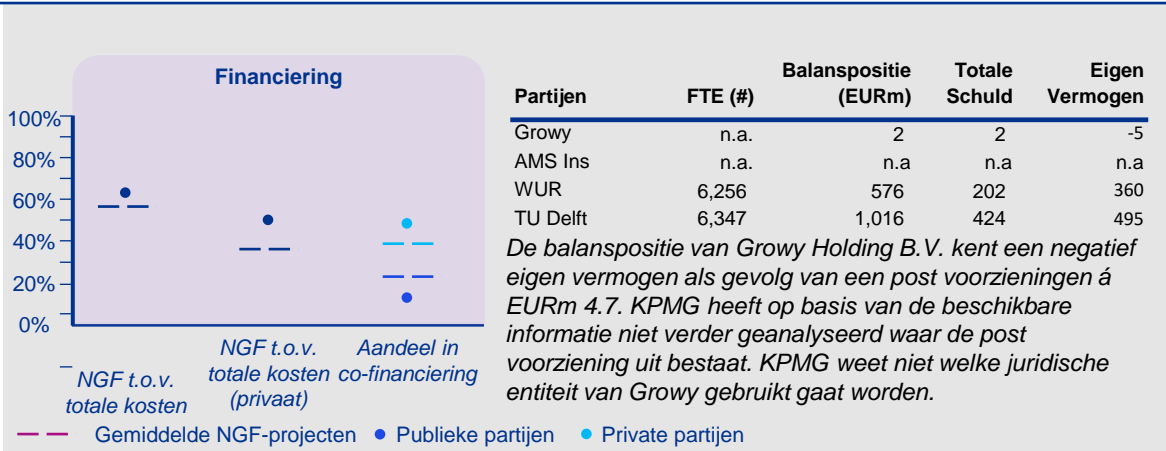 Financiering
100%
80%
60%
40%
20%
0%
NGF t.o.v.
totale kosten
NGF t.o.v.
totale kosten
(privaat)
Aandeel in
co-financiering
Gemiddelde NGF-projecten Publieke partijen Private partijen
Balanspositie Totale Eigen
Partijen FTE (#) (EURm) Schuld Vermogen
Growy n.a. 2 2 -5
AMS Ins n.a. n.a n.a n.a
WUR 6,256 576 202 360
TU Delft 6,347 1,016 424 495
De balanspositie van Growy Holding B.V. kent een negatief
eigen vermogen als gevolg van een post voorzieningen á
EURm 4.7. KPMG heeft op basis van de beschikbare
informatie niet verder geanalyseerd waar de post
voorziening uit bestaat. KPMG weet niet welke juridische
entiteit van Growy gebruikt gaat worden.